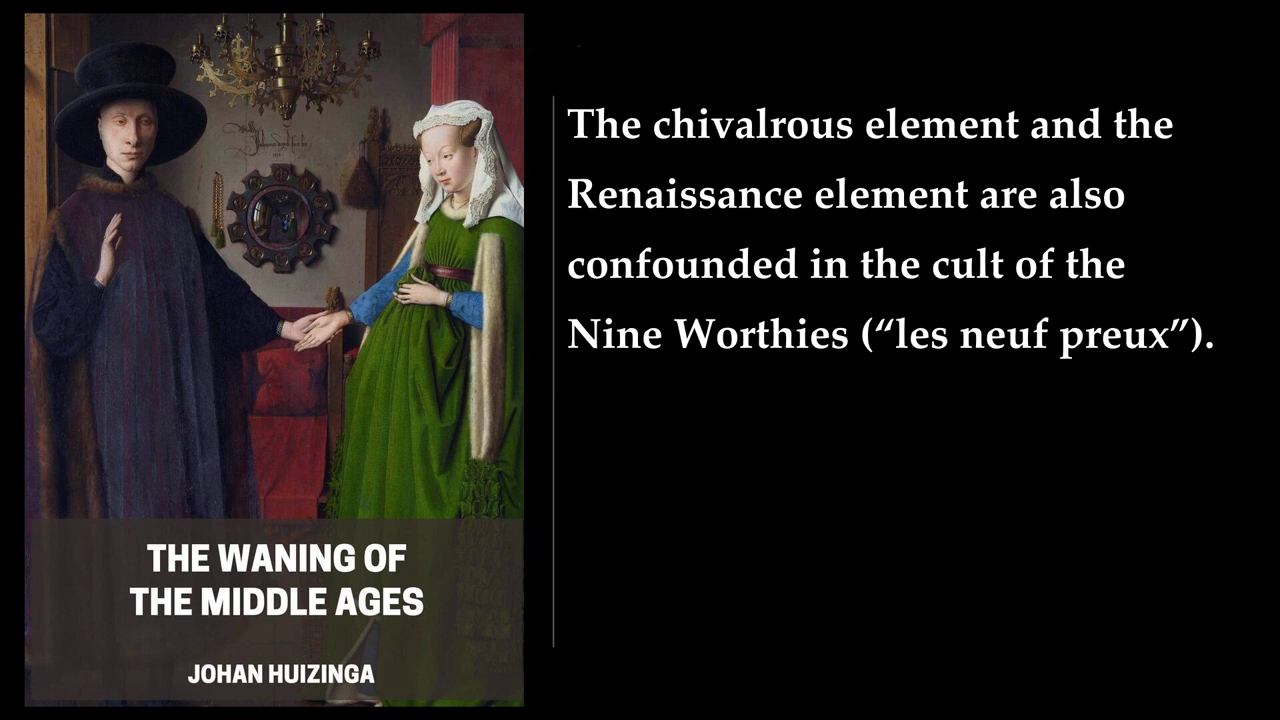 THE WANING OF
THE MIDDLE AGES
JOHAN HUIZINGA
The chivalrous element and the
Renaissance element are also
confounded in the cult of the
Nine Worthies (“les neuf preux”).